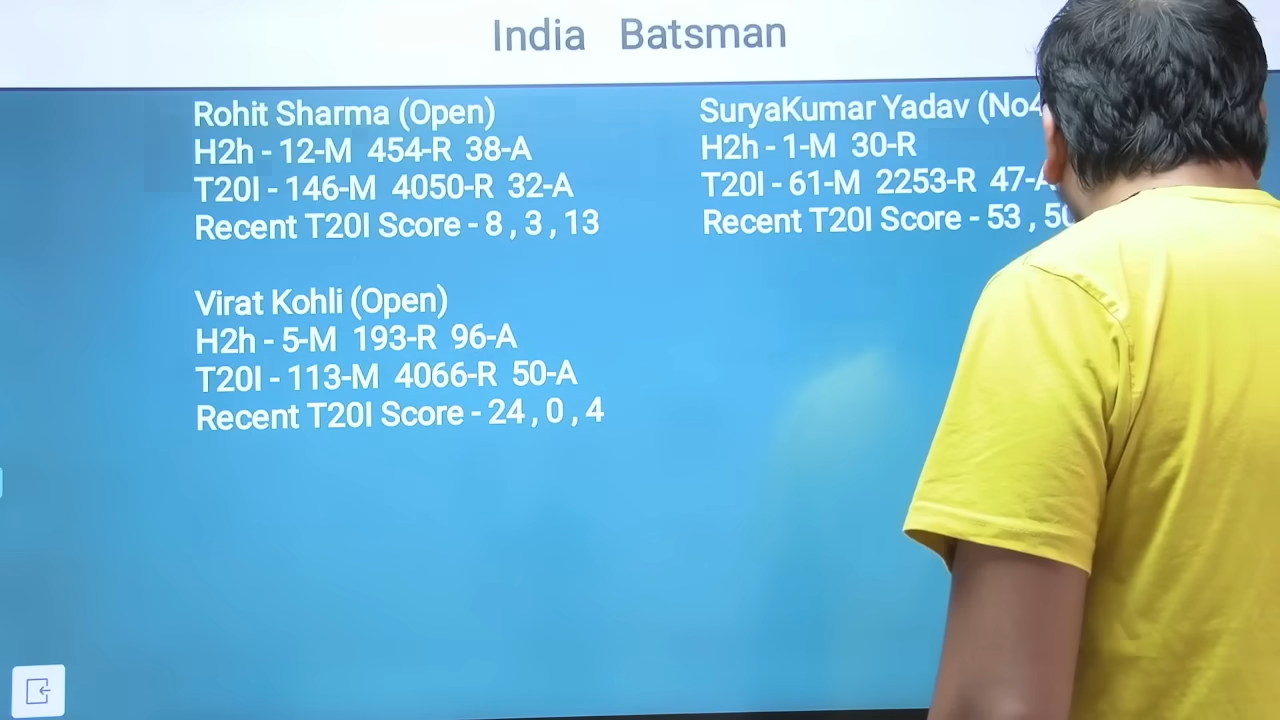 India Batsman
Rohit Sharma (Open)
H2h - 12-M 454-R 38-A
T20I - 146-M 4050-R 32-A
Recent T20I Score - 8 , 3 , 13
Virat Kohli (Open)
H2h - 5-M 193-R 96-A
T20I - 113-M 4066-R 50-A
Recent T20I Score - 24 , 0 , 4
SuryaKumar Yadav (No4
H2h - 1-M 30-R
T20I - 61-M 2253-R 47-A
Recent T20I Score - 53 ,